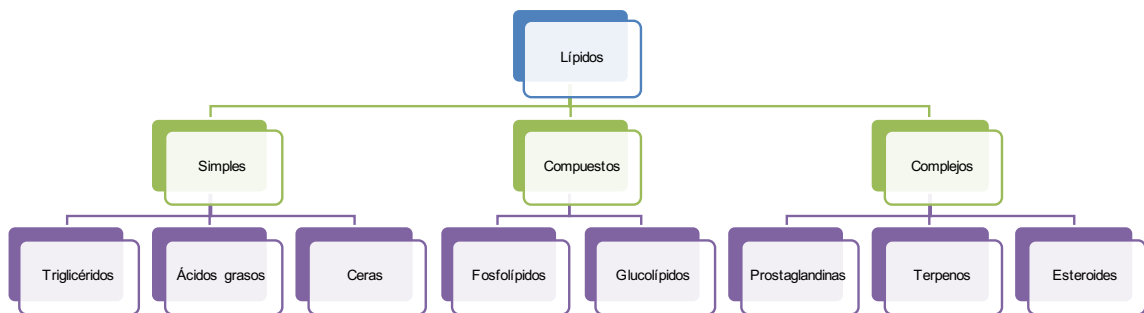 Lípidos
Simples
Compuestos
Complejos
Triglicéridos
Ácidos grasos
Ceras
Fosfolípidos
Glucolípidos
Prostaglandinas
Terpenos
Esteroides